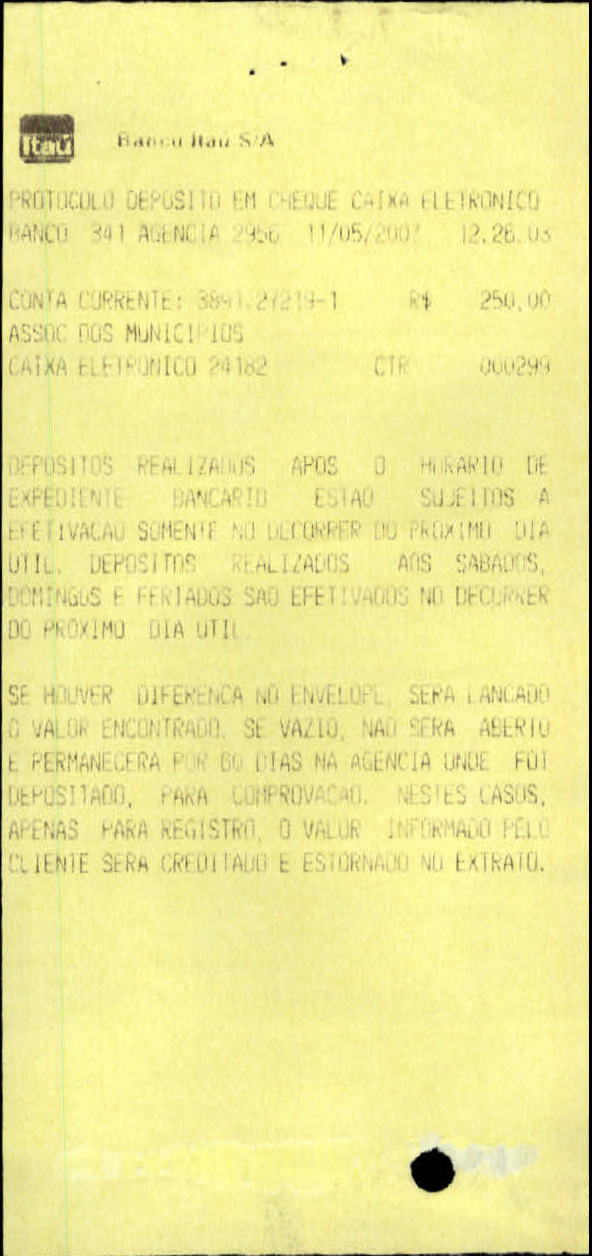 Itaú Banco Itaú S/A
PROTOCOLO DEPOSITO EM CHEQUE CAIXA ELETRONICO
BANCO 341 AGENCIA 2956 11/05/2007 12.26.03
CONTA CORRENTE: 3891.27219-1 R$ 250,00
ASSOC DOS MUNICIPIOS
CAIXA ELETRONICO 24182 CTR 000299
DEPOSITOS REALIZADOS APOS O HORARIO DE
EXPEDIENTE BANCARIO ESTAO SUJEITOS A
EFETIVACAO SOMENTE NO DECORRER DO PROXIMO DIA
UTIL. DEPOSITOS REALIZADOS AOS SABADOS,
DOMINGOS E FERIADOS SAO EFETIVADOS NO DECORRER
DO PROXIMO DIA UTIL.
SE HOUVER DIFERENCA NO ENVELOPE, SERA LANCADO
O VALOR ENCONTRADO. SE VAZIO, NAO SERA ABERTO
E PERMANECERA POR 60 DIAS NA AGENCIA ONDE FOI
DEPOSITADO, PARA COMPROVACAO. NESTES CASOS,
APENAS PARA REGISTRO, O VALOR INFORMADO PELO
CLIENTE SERA CREDITADO E ESTORNADO NO EXTRATO.